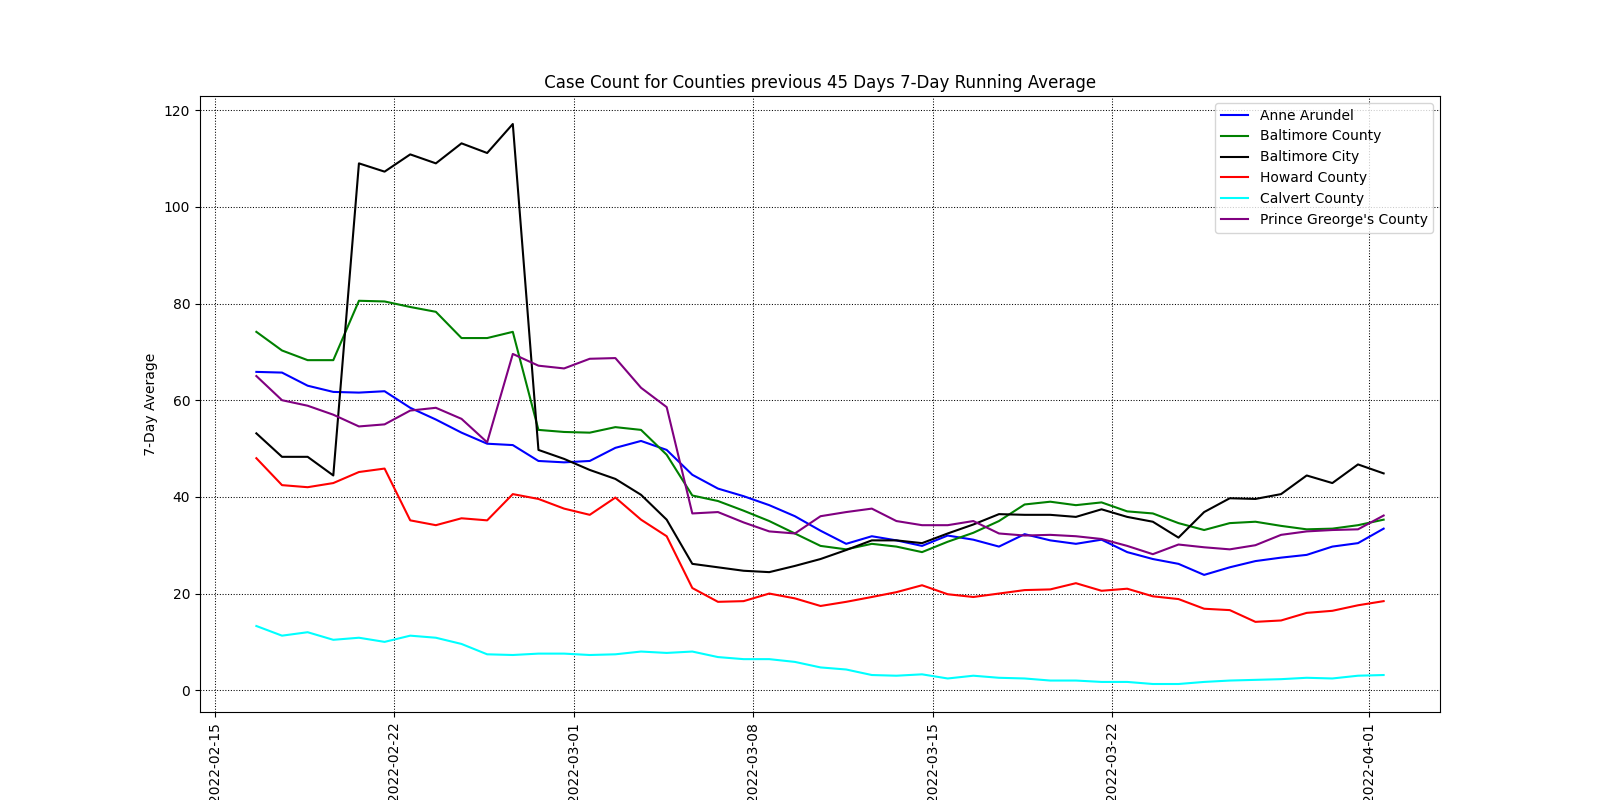 Case Count for Counties previous 45 Days 7-Day Running Average
120
100
80
60
40
20
0
7-Day Average
Anne Arundel
Baltimore County
Baltimore City
Howard County
Calvert County
Prince Greorge's County
2022-02-15
2022-02-22
2022-03-01
2022-03-08
2022-03-15
2022-03-22
2022-04-01